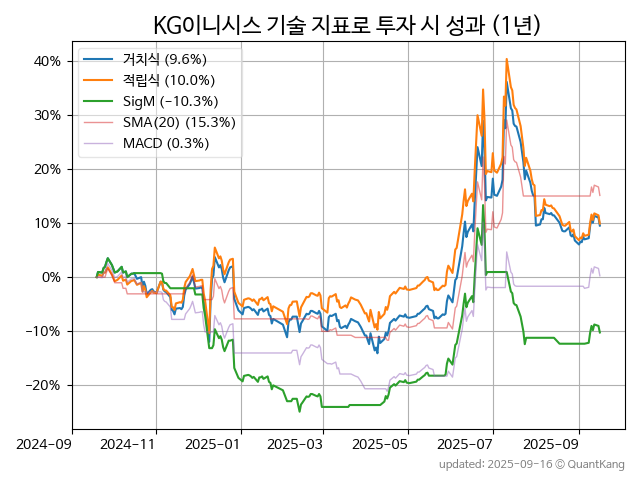 KG이니시스 기술 지표로 투자 시 성과 (1년)
거치식 (9.6%)
적립식 (10.0%)
SigM (-10.3%)
SMA(20) (15.3%)
MACD (0.3%)
40%
30%
20%
10%
0%
-10%
-20%
2024-09 2024-11 2025-01 2025-03 2025-05 2025-07 2025-09
updated: 2025-09-16 © QuantKang